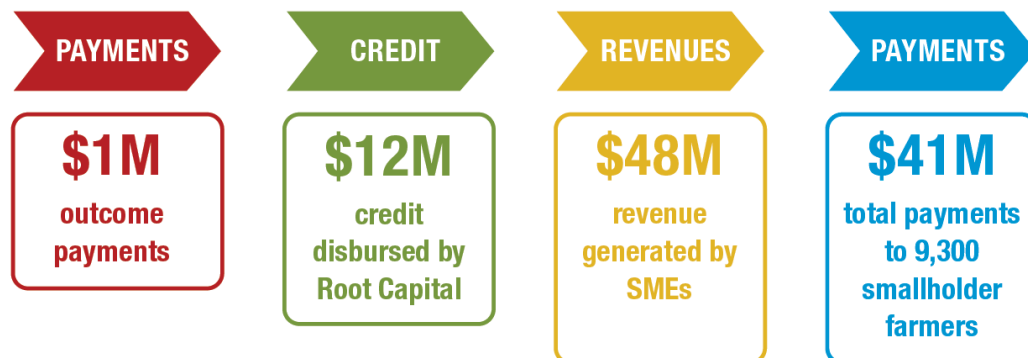 PAYMENTS
$1M
outcome
payments
CREDIT
$12M
credit
disbursed by
Root Capital
REVENUES
$48M
revenue
generated by
SMEs
PAYMENTS
$41M
total payments
to 9,300
smallholder
farmers